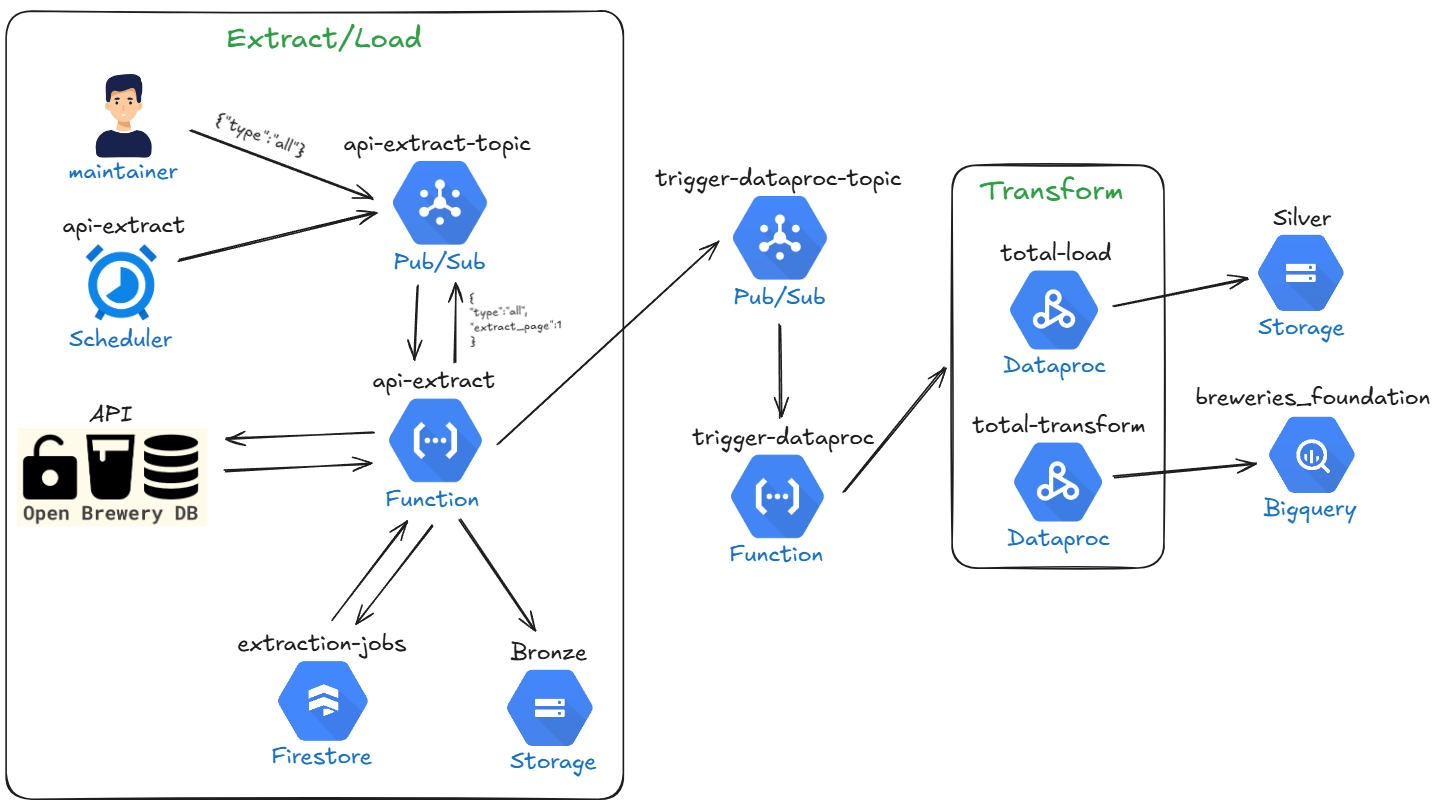 Extract/Load
{"type":"all"}
maintainer
api-extract-topic
Pub/Sub
api-extract
Scheduler
{
"type":"all",
"extract_page":1
}
api-extract
Function
API
Open Brewery DB
extraction-jobs
Firestore
Bronze
Storage
trigger-dataproc-topic
Pub/Sub
trigger-dataproc
Function
Transform
total-load
Dataproc
total-transform
Dataproc
Silver
Storage
breweries_foundation
Bigquery